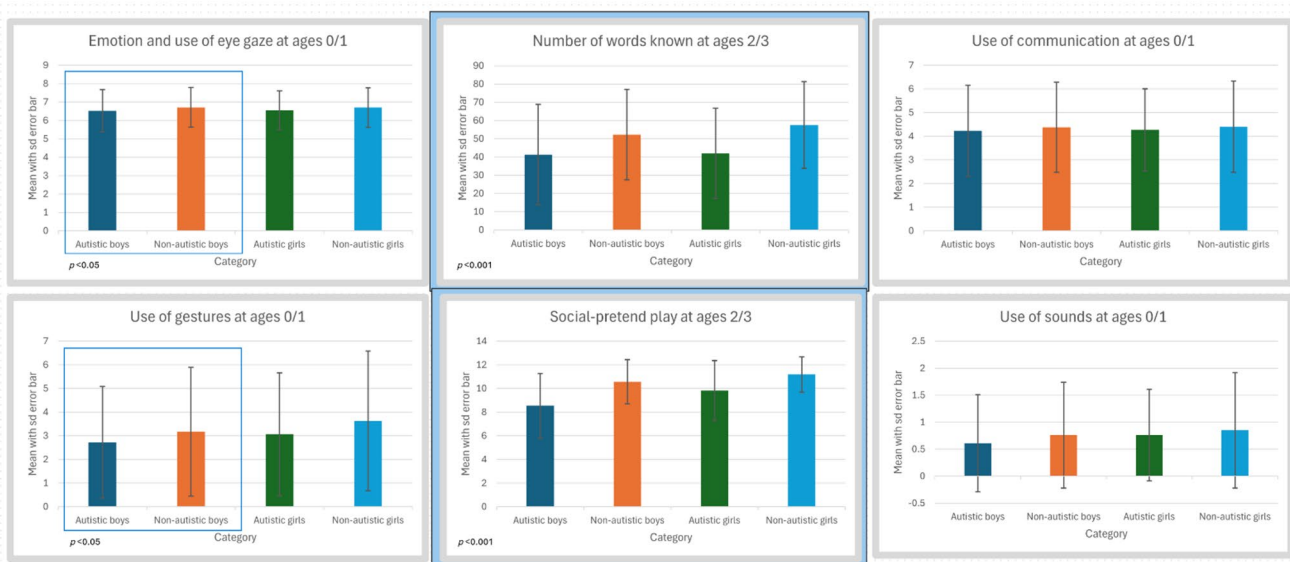 Emotion and use of eye gaze at ages 0/1
Mean with sd error bar
9
8
7
6
5
4
3
2
1
0
Autistic boys Non-autistic boys Autistic girls Non-autistic girls
Category
p<0.05
Number of words known at ages 2/3
Mean with sd error bar
90
80
70
60
50
40
30
20
10
0
Autistic boys Non-autistic boys Autistic girls Non-autistic girls
Category
p<0.001
Use of communication at ages 0/1
Mean with sd error bar
7
6
5
4
3
2
1
0
Autistic boys Non-autistic boys Autistic girls Non-autistic girls
Category
Use of gestures at ages 0/1
Mean with sd error bar
7
6
5
4
3
2
1
0
Autistic boys Non-autistic boys Autistic girls Non-autistic girls
Category
p<0.05
Social-pretend play at ages 2/3
Mean with sd error bar
14
12
10
8
6
4
2
0
Autistic boys Non-autistic boys Autistic girls Non-autistic girls
Category
p<0.001
Use of sounds at ages 0/1
Mean with sd error bar
2.5
2
1.5
1
0.5
0
-0.5
Autistic boys Non-autistic boys Autistic girls Non-autistic girls
Category